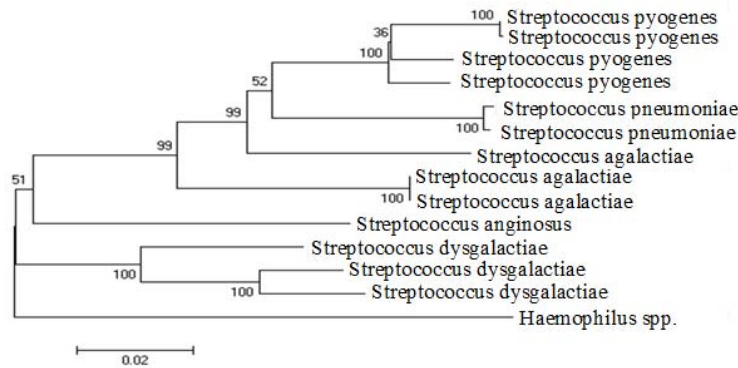 100 Streptococcus pyogenes
Streptococcus pyogenes
36
100 Streptococcus pyogenes
Streptococcus pyogenes
52
Streptococcus pneumoniae
100 Streptococcus pneumoniae
99
Streptococcus agalactiae
99
Streptococcus agalactiae
100 Streptococcus agalactiae
51
Streptococcus anginosus
Streptococcus dysgalactiae
100
Streptococcus dysgalactiae
100 Streptococcus dysgalactiae
Haemophilus spp.
0.02